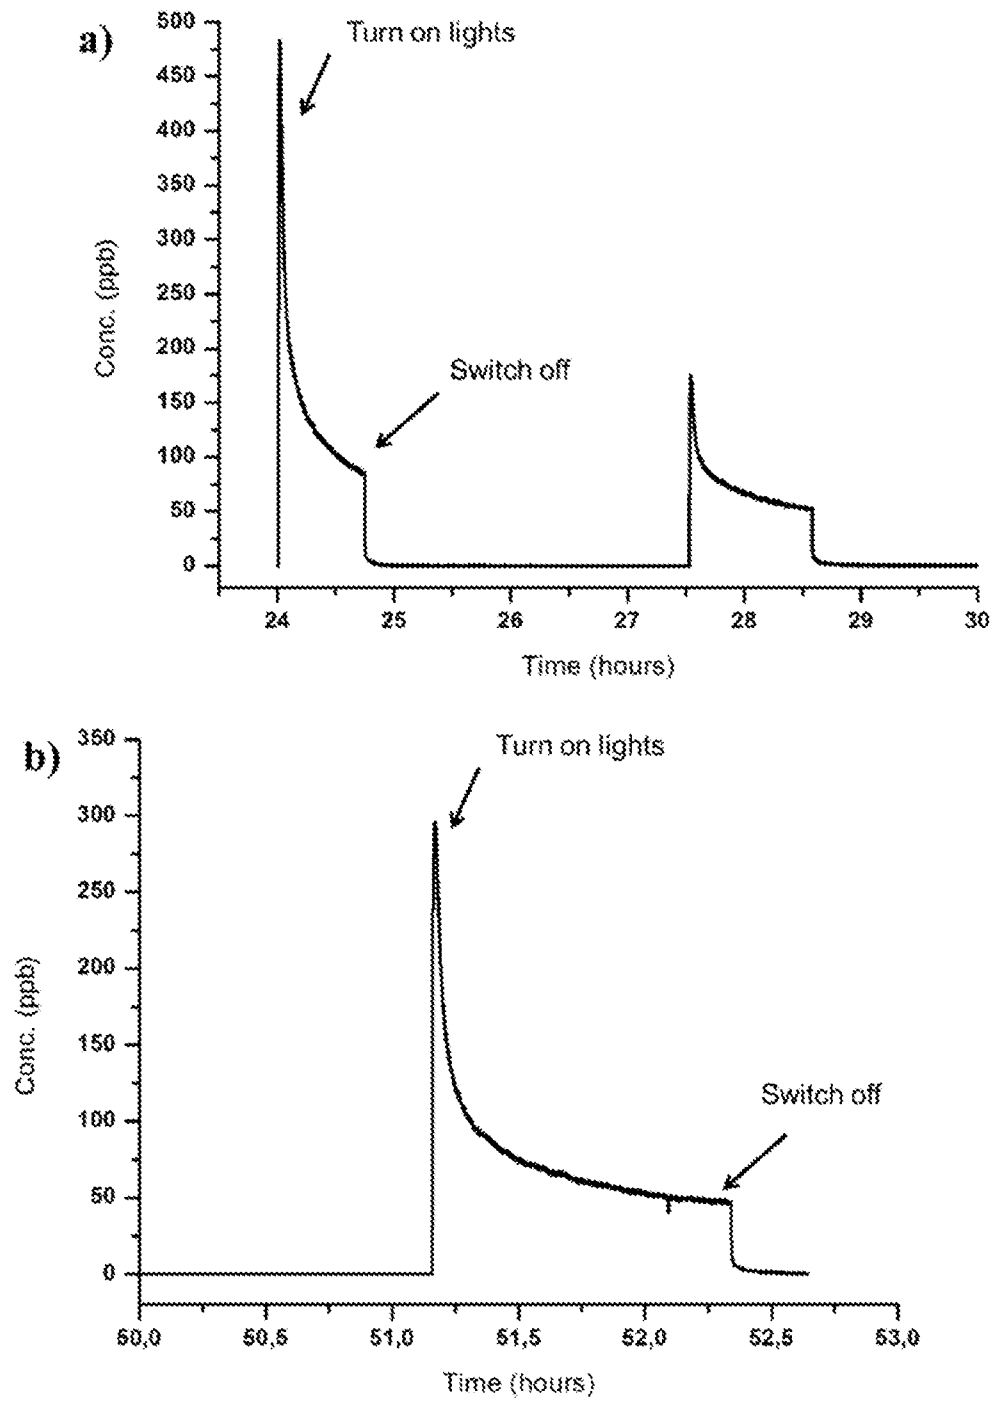 a)
Turn on lights
500
450
400
350
300
250
200
150
100
50
0
Conc. (ppb)
Switch off
24 25 26 27 28 29 30
Time (hours)
b)
Turn on lights
350
300
250
200
150
100
50
0
Conc. (ppb)
Switch off
50,0 50,5 51,0 51,5 52,0 52,5 53,0
Time (hours)